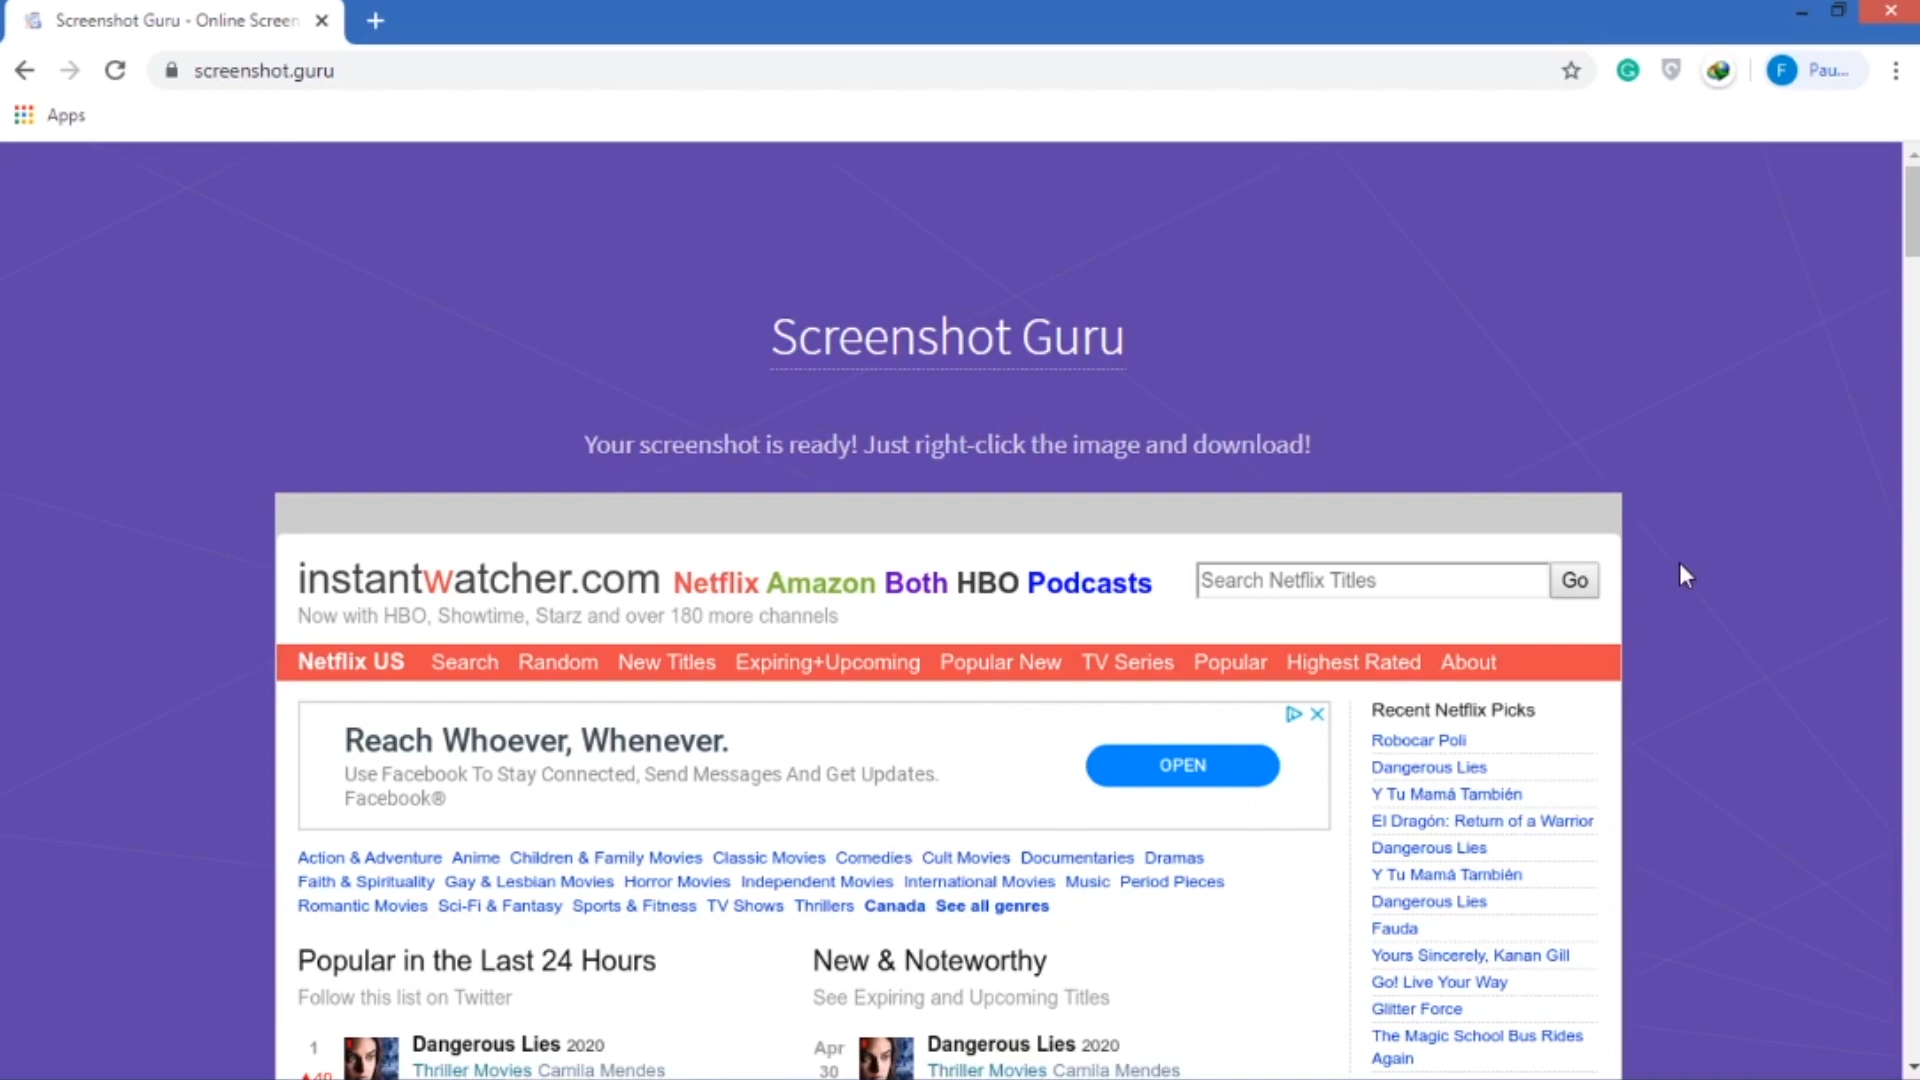 Screenshot Guru - Online Screen
screenshot.guru
F Pau...
Apps
Screenshot Guru
Your screenshot is ready! Just right-click the image and download!
instantwatcher.com Netflix Amazon Both HBO Podcasts
Search Netflix Titles Go
Now with HBO, Showtime, Starz and over 180 more channels
Netflix US Search Random New Titles Expiring+Upcoming Popular New TV Series Popular Highest Rated About
Reach Whoever, Whenever.
Use Facebook To Stay Connected, Send Messages And Get Updates.
Facebook®
OPEN
Action & Adventure Anime Children & Family Movies Classic Movies Comedies Cult Movies Documentaries Dramas
Faith & Spirituality Gay & Lesbian Movies Horror Movies Independent Movies International Movies Music Period Pieces
Romantic Movies Sci-Fi & Fantasy Sports & Fitness TV Shows Thrillers Canada See all genres
Popular in the Last 24 Hours
Follow this list on Twitter
1
Dangerous Lies 2020
Thriller Movies Camila Mendes
New & Noteworthy
See Expiring and Upcoming Titles
Apr
30
Dangerous Lies 2020
Thriller Movies Camila Mendes
Recent Netflix Picks
Robocar Poli
Dangerous Lies
Y Tu Mamá También
El Dragón: Return of a Warrior
Dangerous Lies
Y Tu Mamá También
Dangerous Lies
Fauda
Yours Sincerely, Kanan Gill
Go! Live Your Way
Glitter Force
The Magic School Bus Rides
Again